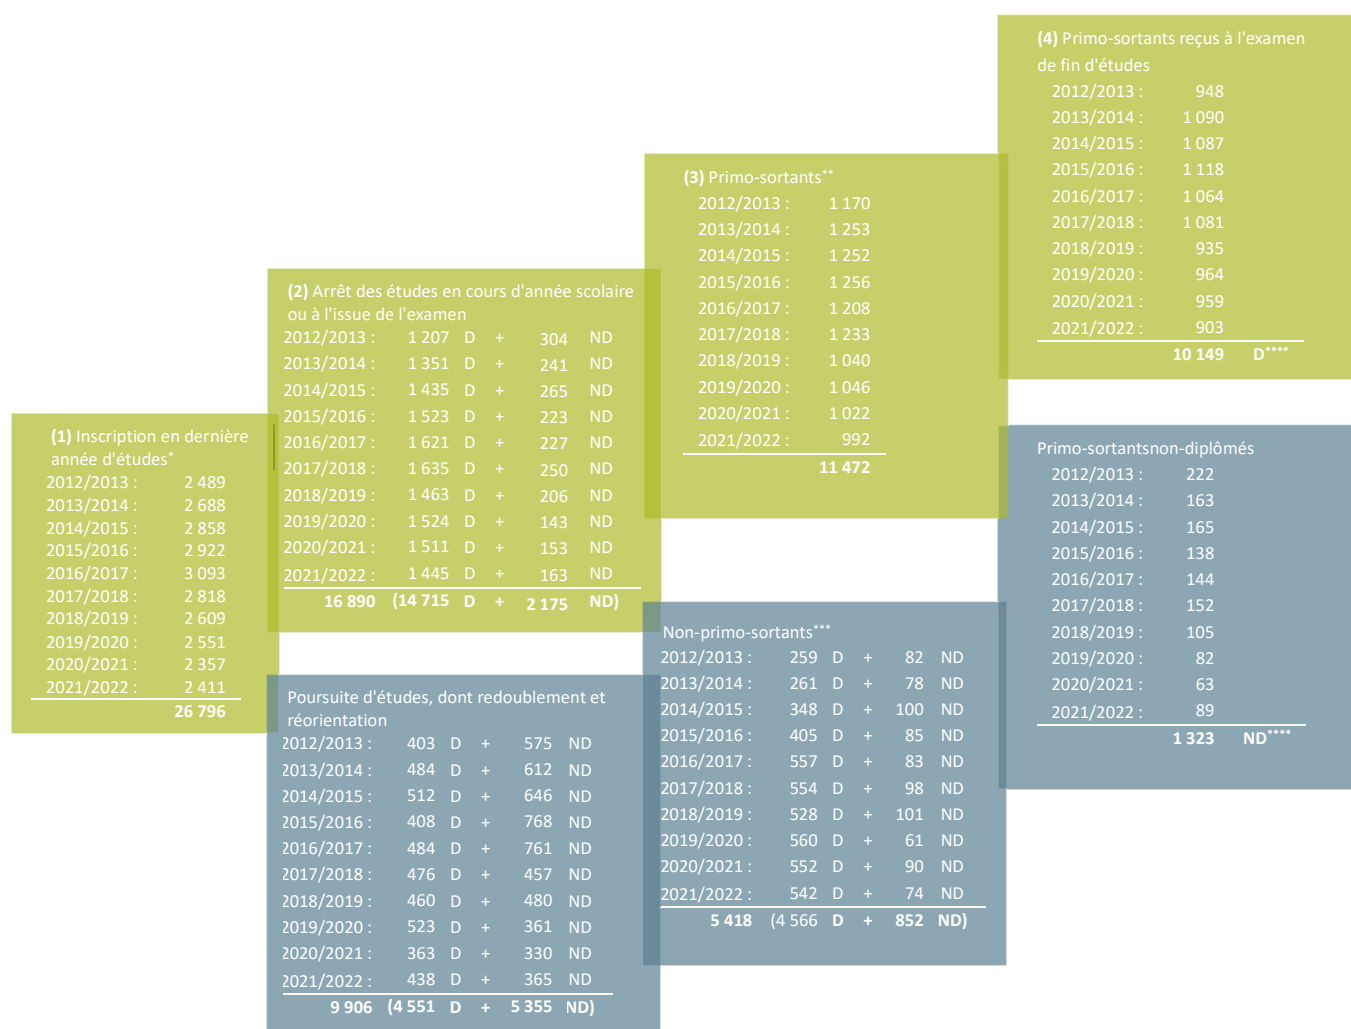 (1) Inscription en dernière
année d'études*
2012/2013 : 2 489
2013/2014 : 2 688
2014/2015 : 2 858
2015/2016 : 2 922
2016/2017 : 3 093
2017/2018 : 2 818
2018/2019 : 2 609
2019/2020 : 2 551
2020/2021 : 2 357
2021/2022 : 2 411
26 796
(2) Arrêt des études en cours d'année scolaire
ou à l'issue de l'examen
2012/2013 : 1 207 D + 304 ND
2013/2014 : 1 351 D + 241 ND
2014/2015 : 1 435 D + 265 ND
2015/2016 : 1 523 D + 223 ND
2016/2017 : 1 621 D + 227 ND
2017/2018 : 1 635 D + 250 ND
2018/2019 : 1 463 D + 206 ND
2019/2020 : 1 524 D + 143 ND
2020/2021 : 1 511 D + 153 ND
2021/2022 : 1 445 D + 163 ND
16 890 (14 715 D + 2 175 ND)
Poursuite d'études, dont redoublement et
réorientation
2012/2013 : 403 D + 575 ND
2013/2014 : 484 D + 612 ND
2014/2015 : 512 D + 646 ND
2015/2016 : 408 D + 768 ND
2016/2017 : 484 D + 761 ND
2017/2018 : 476 D + 457 ND
2018/2019 : 460 D + 480 ND
2019/2020 : 523 D + 361 ND
2020/2021 : 363 D + 330 ND
2021/2022 : 438 D + 365 ND
9 906 (4 551 D + 5 355 ND)
(3) Primo-sortants**
2012/2013 : 1 170
2013/2014 : 1 253
2014/2015 : 1 252
2015/2016 : 1 256
2016/2017 : 1 208
2017/2018 : 1 233
2018/2019 : 1 040
2019/2020 : 1 046
2020/2021 : 1 022
2021/2022 : 992
11 472
Non-primo-sortants***
2012/2013 : 259 D + 82 ND
2013/2014 : 261 D + 78 ND
2014/2015 : 348 D + 100 ND
2015/2016 : 405 D + 85 ND
2016/2017 : 557 D + 83 ND
2017/2018 : 554 D + 98 ND
2018/2019 : 528 D + 101 ND
2019/2020 : 560 D + 61 ND
2020/2021 : 552 D + 90 ND
2021/2022 : 542 D + 74 ND
5 418 (4 566 D + 852 ND)
(4) Primo-sortants reçus à l'examen
de fin d'études
2012/2013 : 948
2013/2014 : 1 090
2014/2015 : 1 087
2015/2016 : 1 118
2016/2017 : 1 064
2017/2018 : 1 081
2018/2019 : 935
2019/2020 : 964
2020/2021 : 959
2021/2022 : 903
10 149 D****
Primo-sortantsnon-diplômés
2012/2013 : 222
2013/2014 : 163
2014/2015 : 165
2015/2016 : 138
2016/2017 : 144
2017/2018 : 152
2018/2019 : 105
2019/2020 : 82
2020/2021 : 63
2021/2022 : 89
1 323 ND****